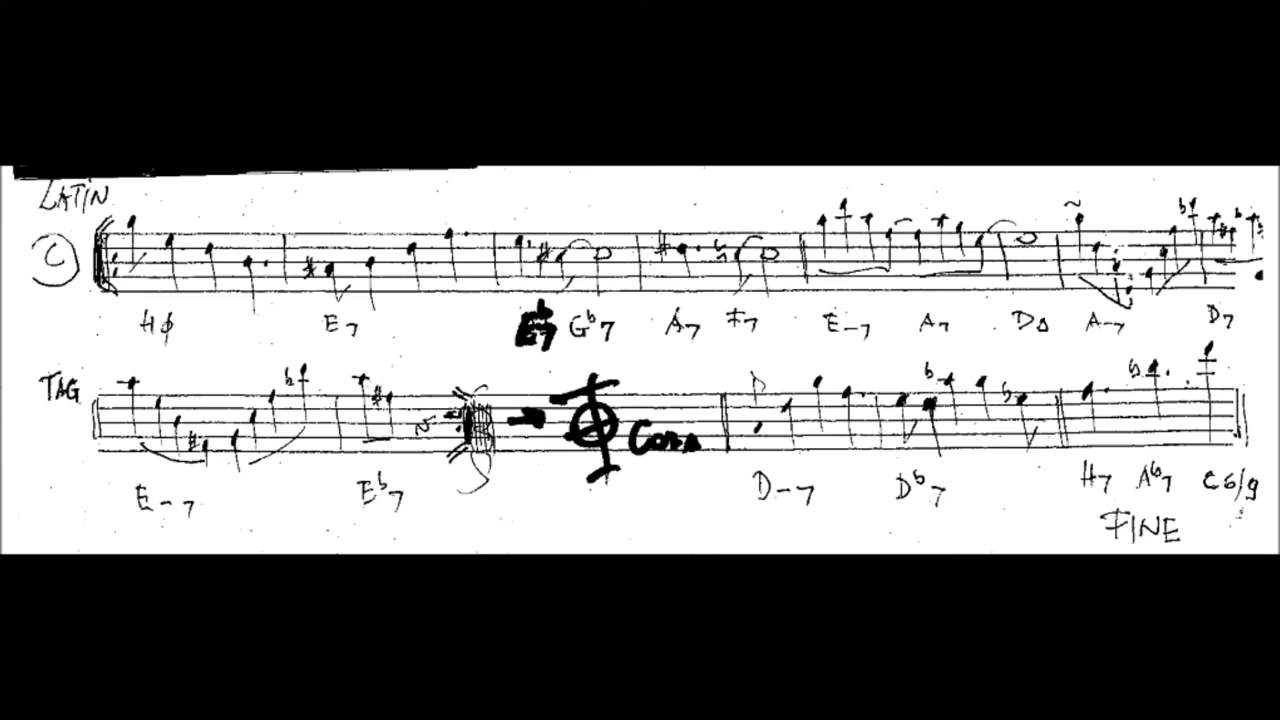 LATIN
C
Hø E7 G♭7 A7 F7 E-7 A7 D∆ A-7 D7
TAG
Coda
E-7 E♭7 D-7 D♭7 H7 A♭7 C6/9
FINE